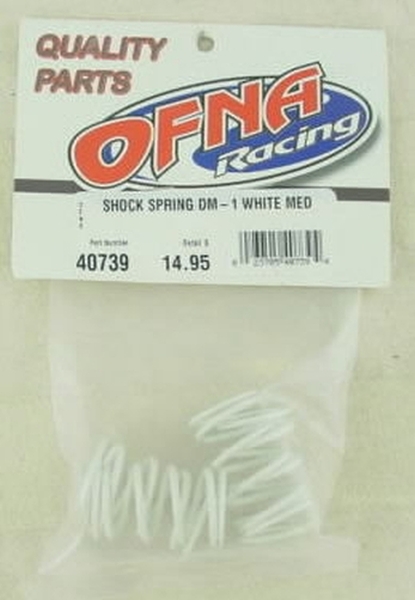 QUALITY
PARTS
OFNA
Racing
SHOCK SPRING DM-1 WHITE MED
Part Number
Retail $
40739
14.95